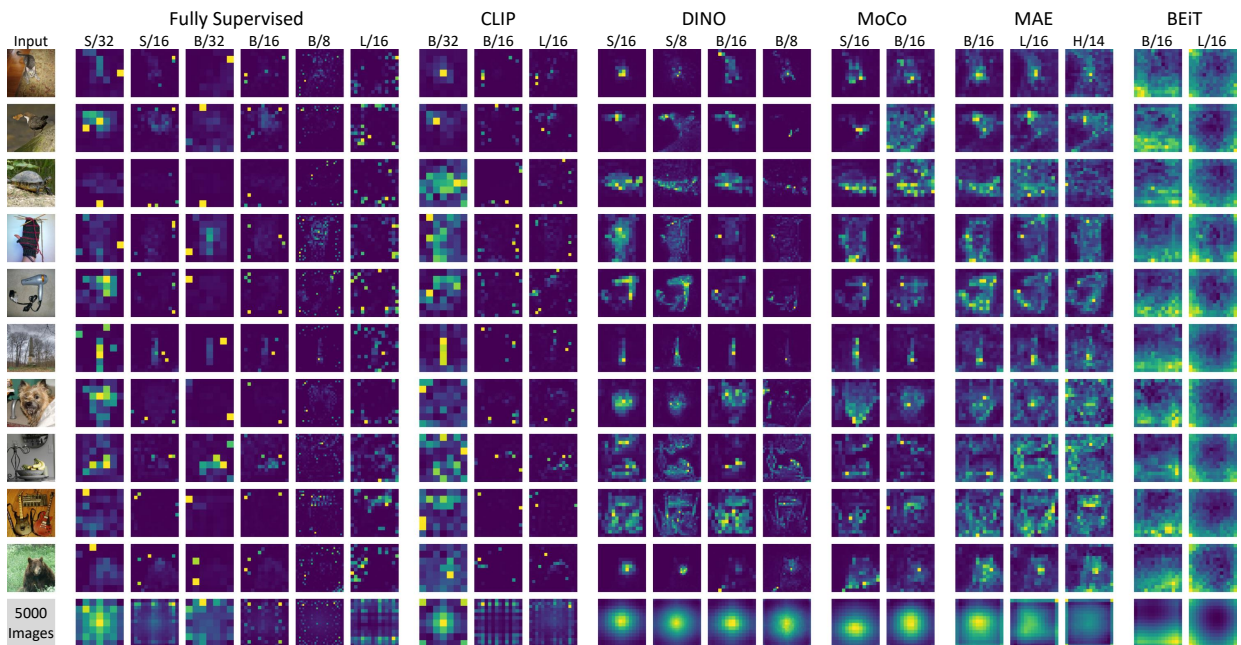 Fully Supervised CLIP DINO MoCo MAE BEiT
Input S/32 S/16 B/32 B/16 B/8 L/16 B/32 B/16 L/16 S/16 S/8 B/16 B/8 S/16 B/16 B/16 L/16 H/14 B/16 L/16
5000
Images